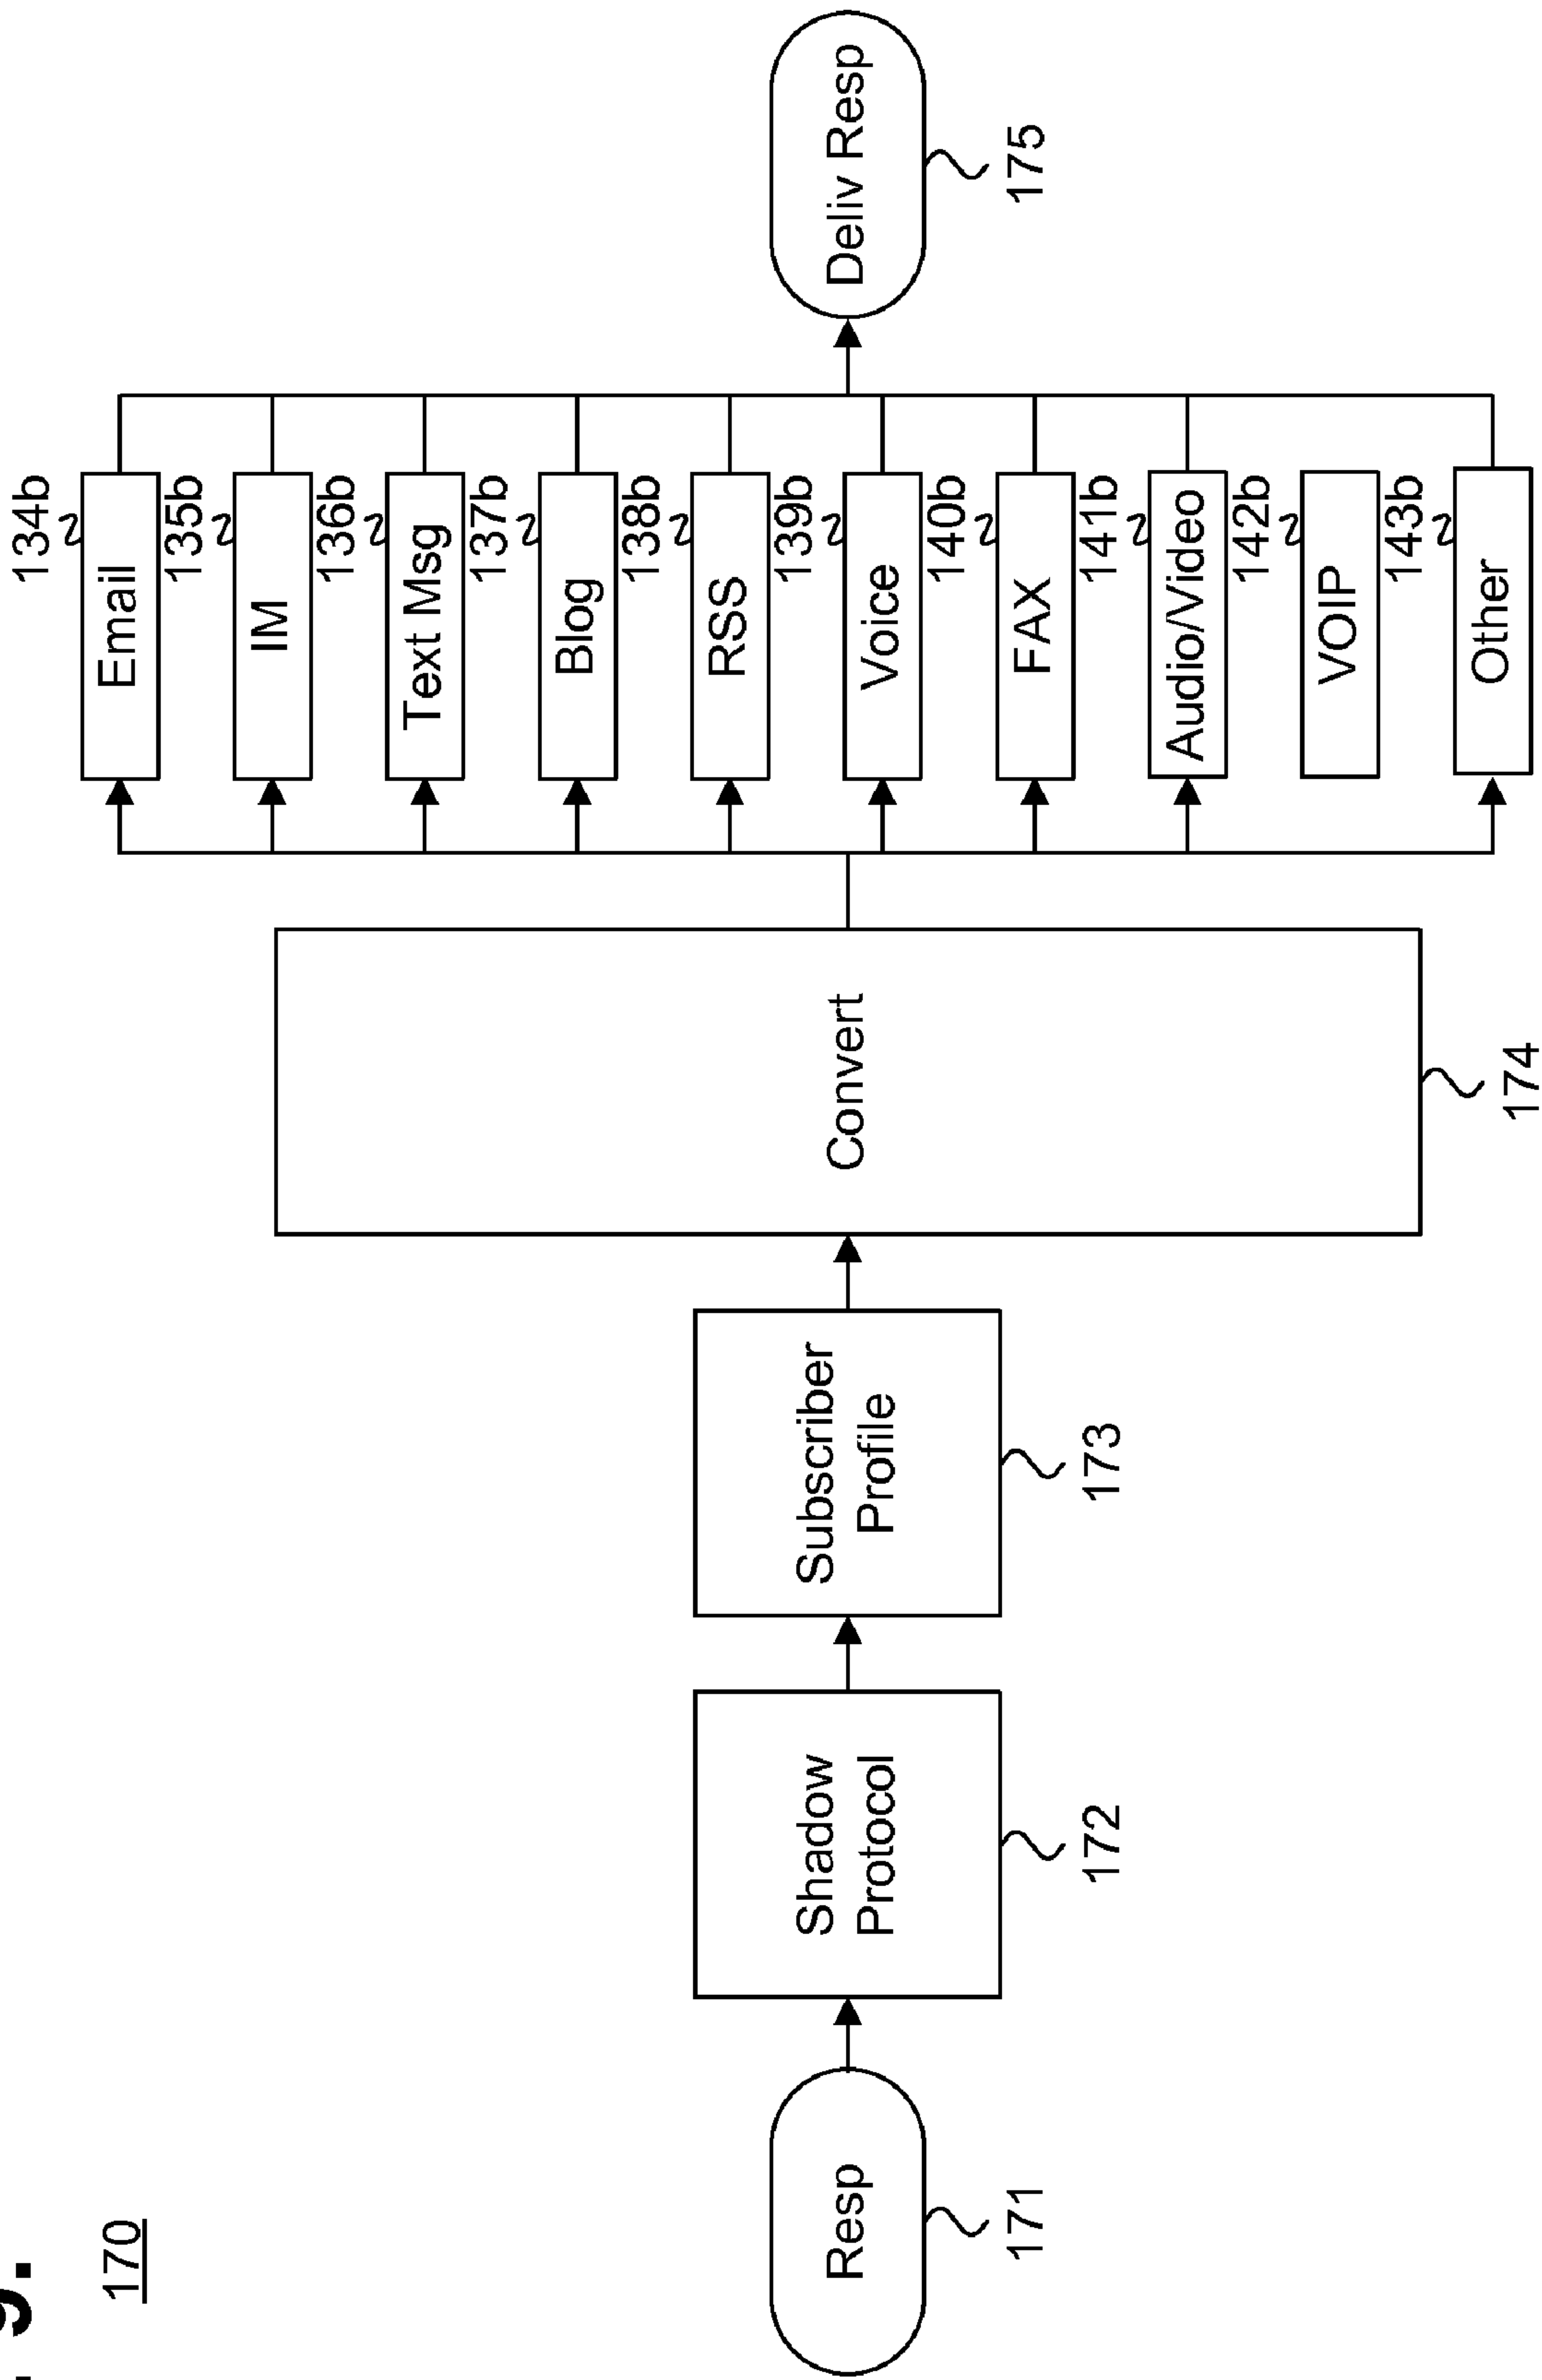 170
134b
Email
135b
IM
136b
Text Msg
137b
Blog
138b
RSS
139b
Voice
140b
FAX
141b
Audio/Video
142b
VOIP
143b
Other
Resp
171
Shadow
Protocol
172
Subscriber
Profile
173
Convert
174
Deliv Resp
175